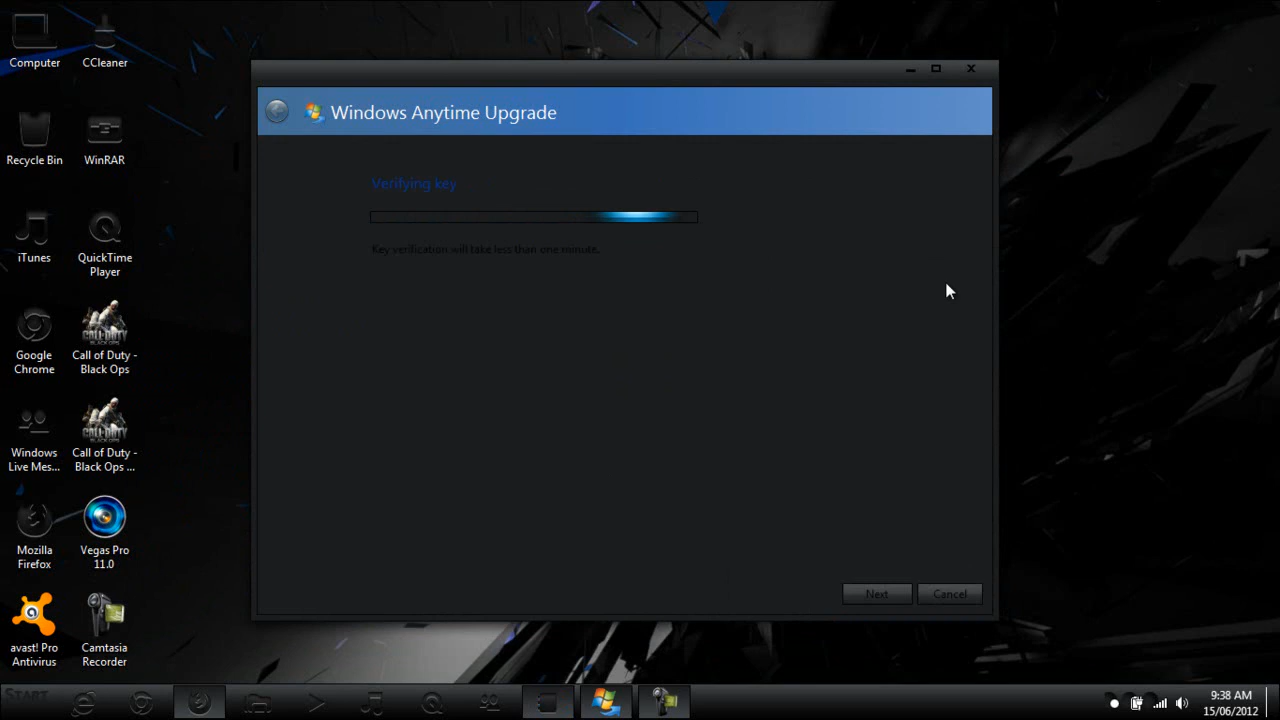 Computer
CCleaner
Recycle Bin
WinRAR
iTunes
QuickTime
Player
Google
Chrome
Call of Duty -
Black Ops
Windows
Live Mes...
Call of Duty -
Black Ops ...
Mozilla
Firefox
Vegas Pro
11.0
avast! Pro
Antivirus
Camtasia
Recorder
Windows Anytime Upgrade
Verifying key
Key verification will take less than one minute.
Next
Cancel
START
9:38 AM
15/06/2012